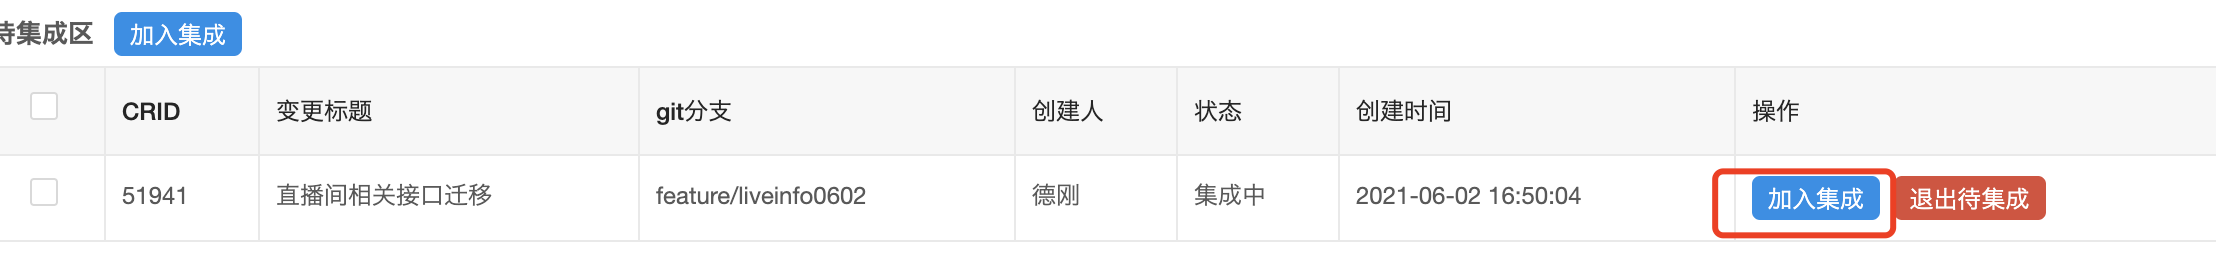 待集成区 加入集成
CRID 变更标题 git分支 创建人 状态 创建时间 操作
51941 直播间相关接口迁移 feature/liveinfo0602 德刚 集成中 2021-06-02 16:50:04 加入集成 退出待集成